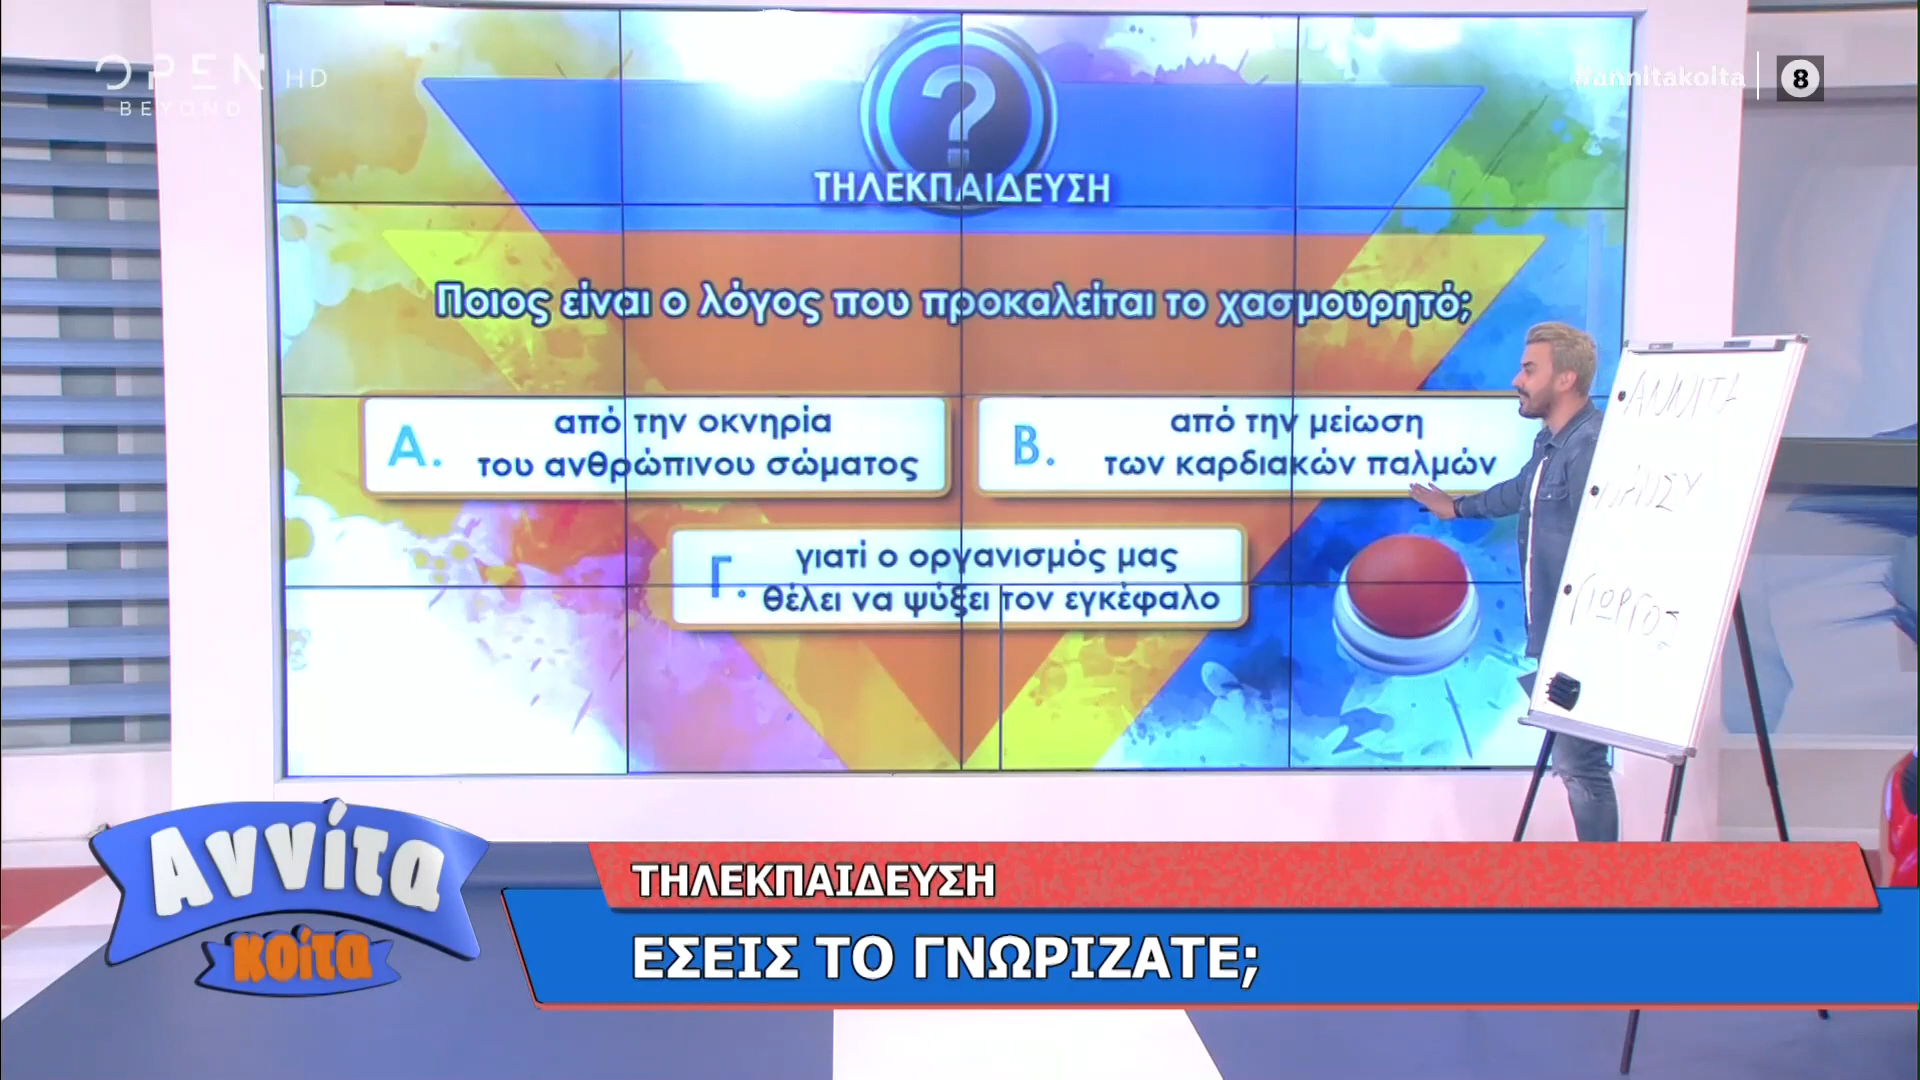 OPEN HD
BEYOND
#annitakoita
8
?
ΤΗΛΕΚΠΑΙΔΕΥΣΗ
Ποιος είναι ο λόγος που προκαλείται το χασμουρητό;
Α. από την οκνηρία
του ανθρώπινου σώματος
Β. από την μείωση
των καρδιακών παλμών
Γ. γιατί ο οργανισμός μας
θέλει να ψύξει τον εγκέφαλο
ΑΝΝΙΤΑ
ΓΙΩΡΓΟΣ
Αννίτα
κοίτα
ΤΗΛΕΚΠΑΙΔΕΥΣΗ
ΕΣΕΙΣ ΤΟ ΓΝΩΡΙΖΑΤΕ;